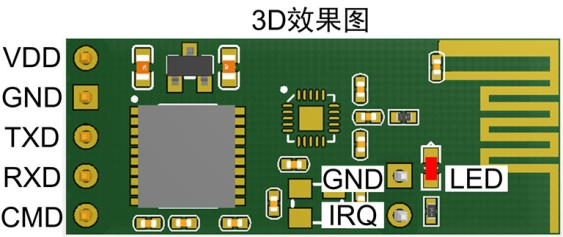 3D效果图
VDD
GND
TXD
RXD
CMD
GND
LED
IRQ